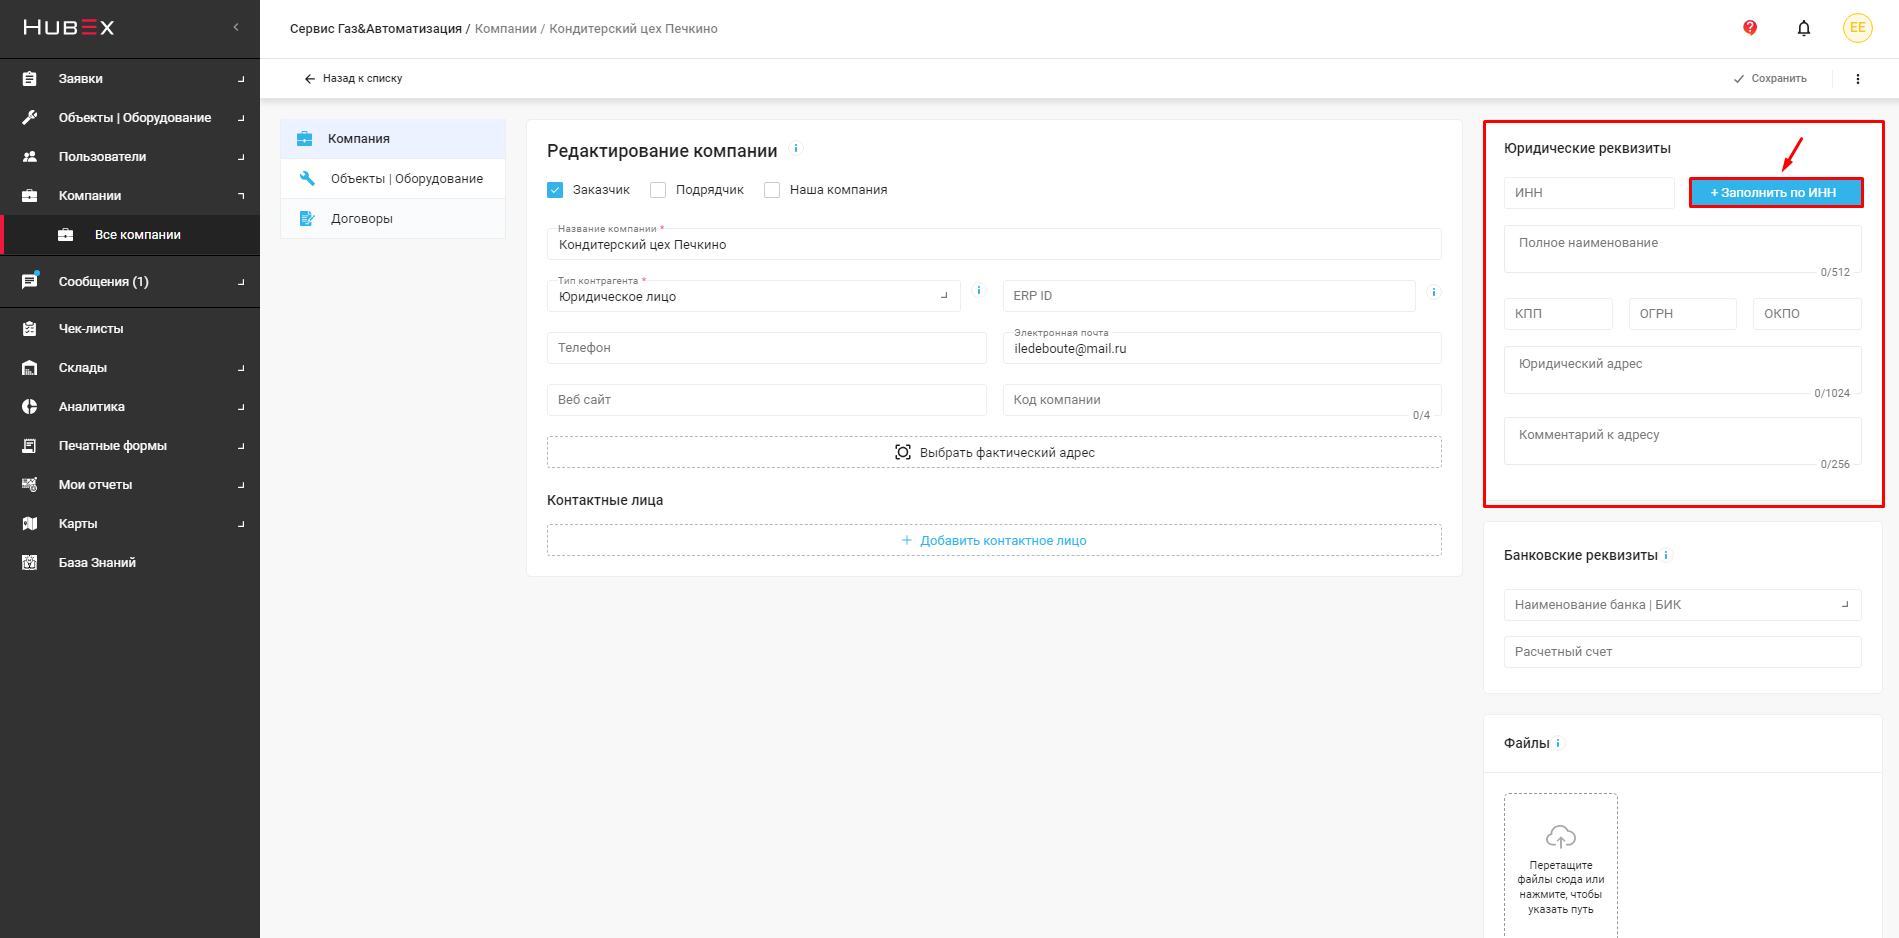 HUBEX
Заявки
Объекты | Оборудование
Пользователи
Компании
Все компании
Сообщения (1)
Чек-листы
Склады
Аналитика
Печатные формы
Мои отчеты
Карты
База Знаний
Сервис Газ&Автоматизация / Компании / Кондитерский цех Печкино
EE
Назад к списку
Сохранить
Компания
Объекты | Оборудование
Договоры
Редактирование компании
Заказчик
Подрядчик
Наша компания
Название компании *
Кондитерский цех Печкино
Тип контрагента *
Юридическое лицо
ERP ID
Телефон
Электронная почта
iledeboute@mail.ru
Веб сайт
Код компании
0/4
Выбрать фактический адрес
Контактные лица
+ Добавить контактное лицо
Юридические реквизиты
ИНН
+ Заполнить по ИНН
Полное наименование
0/512
КПП
ОГРН
ОКПО
Юридический адрес
0/1024
Комментарий к адресу
0/256
Банковские реквизиты
Наименование банка | БИК
Расчетный счет
Файлы
Перетащите
файлы сюда или
нажмите, чтобы
указать путь